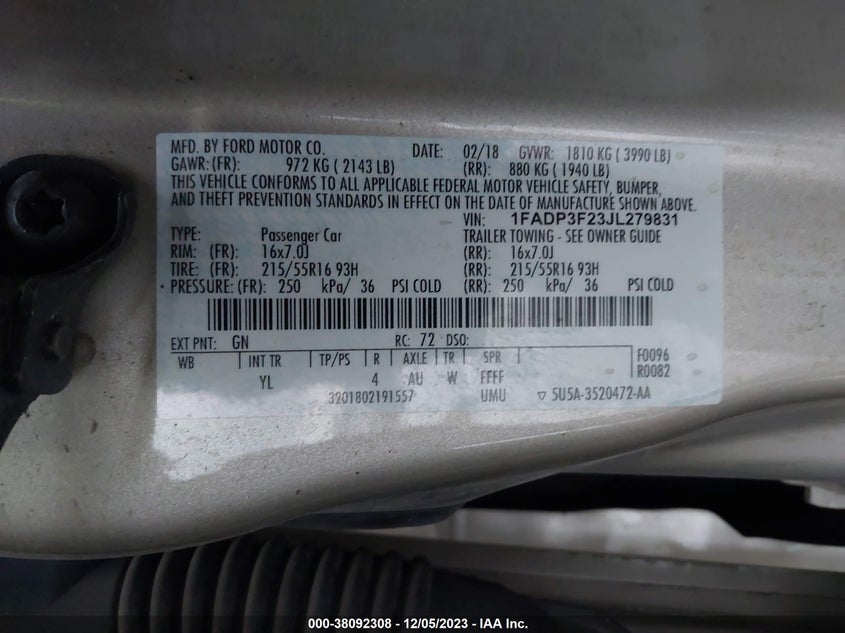 MFD. BY FORD MOTOR CO. DATE: 02/18 GVWR: 1810 KG ( 3990 LB)
GAWR: (FR): 972 KG ( 2143 LB) (RR): 880 KG ( 1940 LB)
THIS VEHICLE CONFORMS TO ALL APPLICABLE FEDERAL MOTOR VEHICLE SAFETY, BUMPER,
AND THEFT PREVENTION STANDARDS IN EFFECT ON THE DATE OF MANUFACTURE SHOWN ABOVE.
VIN: 1FADP3F23JL279831
TYPE: Passenger Car TRAILER TOWING - SEE OWNER GUIDE
RIM: (FR): 16x7.0J (RR): 16x7.0J
TIRE: (FR): 215/55R16 93H (RR): 215/55R16 93H
PRESSURE: (FR): 250 kPa/ 36 PSI COLD (RR): 250 kPa/ 36 PSI COLD
EXT PNT: GN RC: 72 DSO:
WB INT TR TP/PS R AXLE TR SPR F0096
R0082
YL 4 AU W FFFF
3201802191557 UMU ▽ 5U5A-3520472-AA
000-38092308 - 12/05/2023 - IAA Inc.